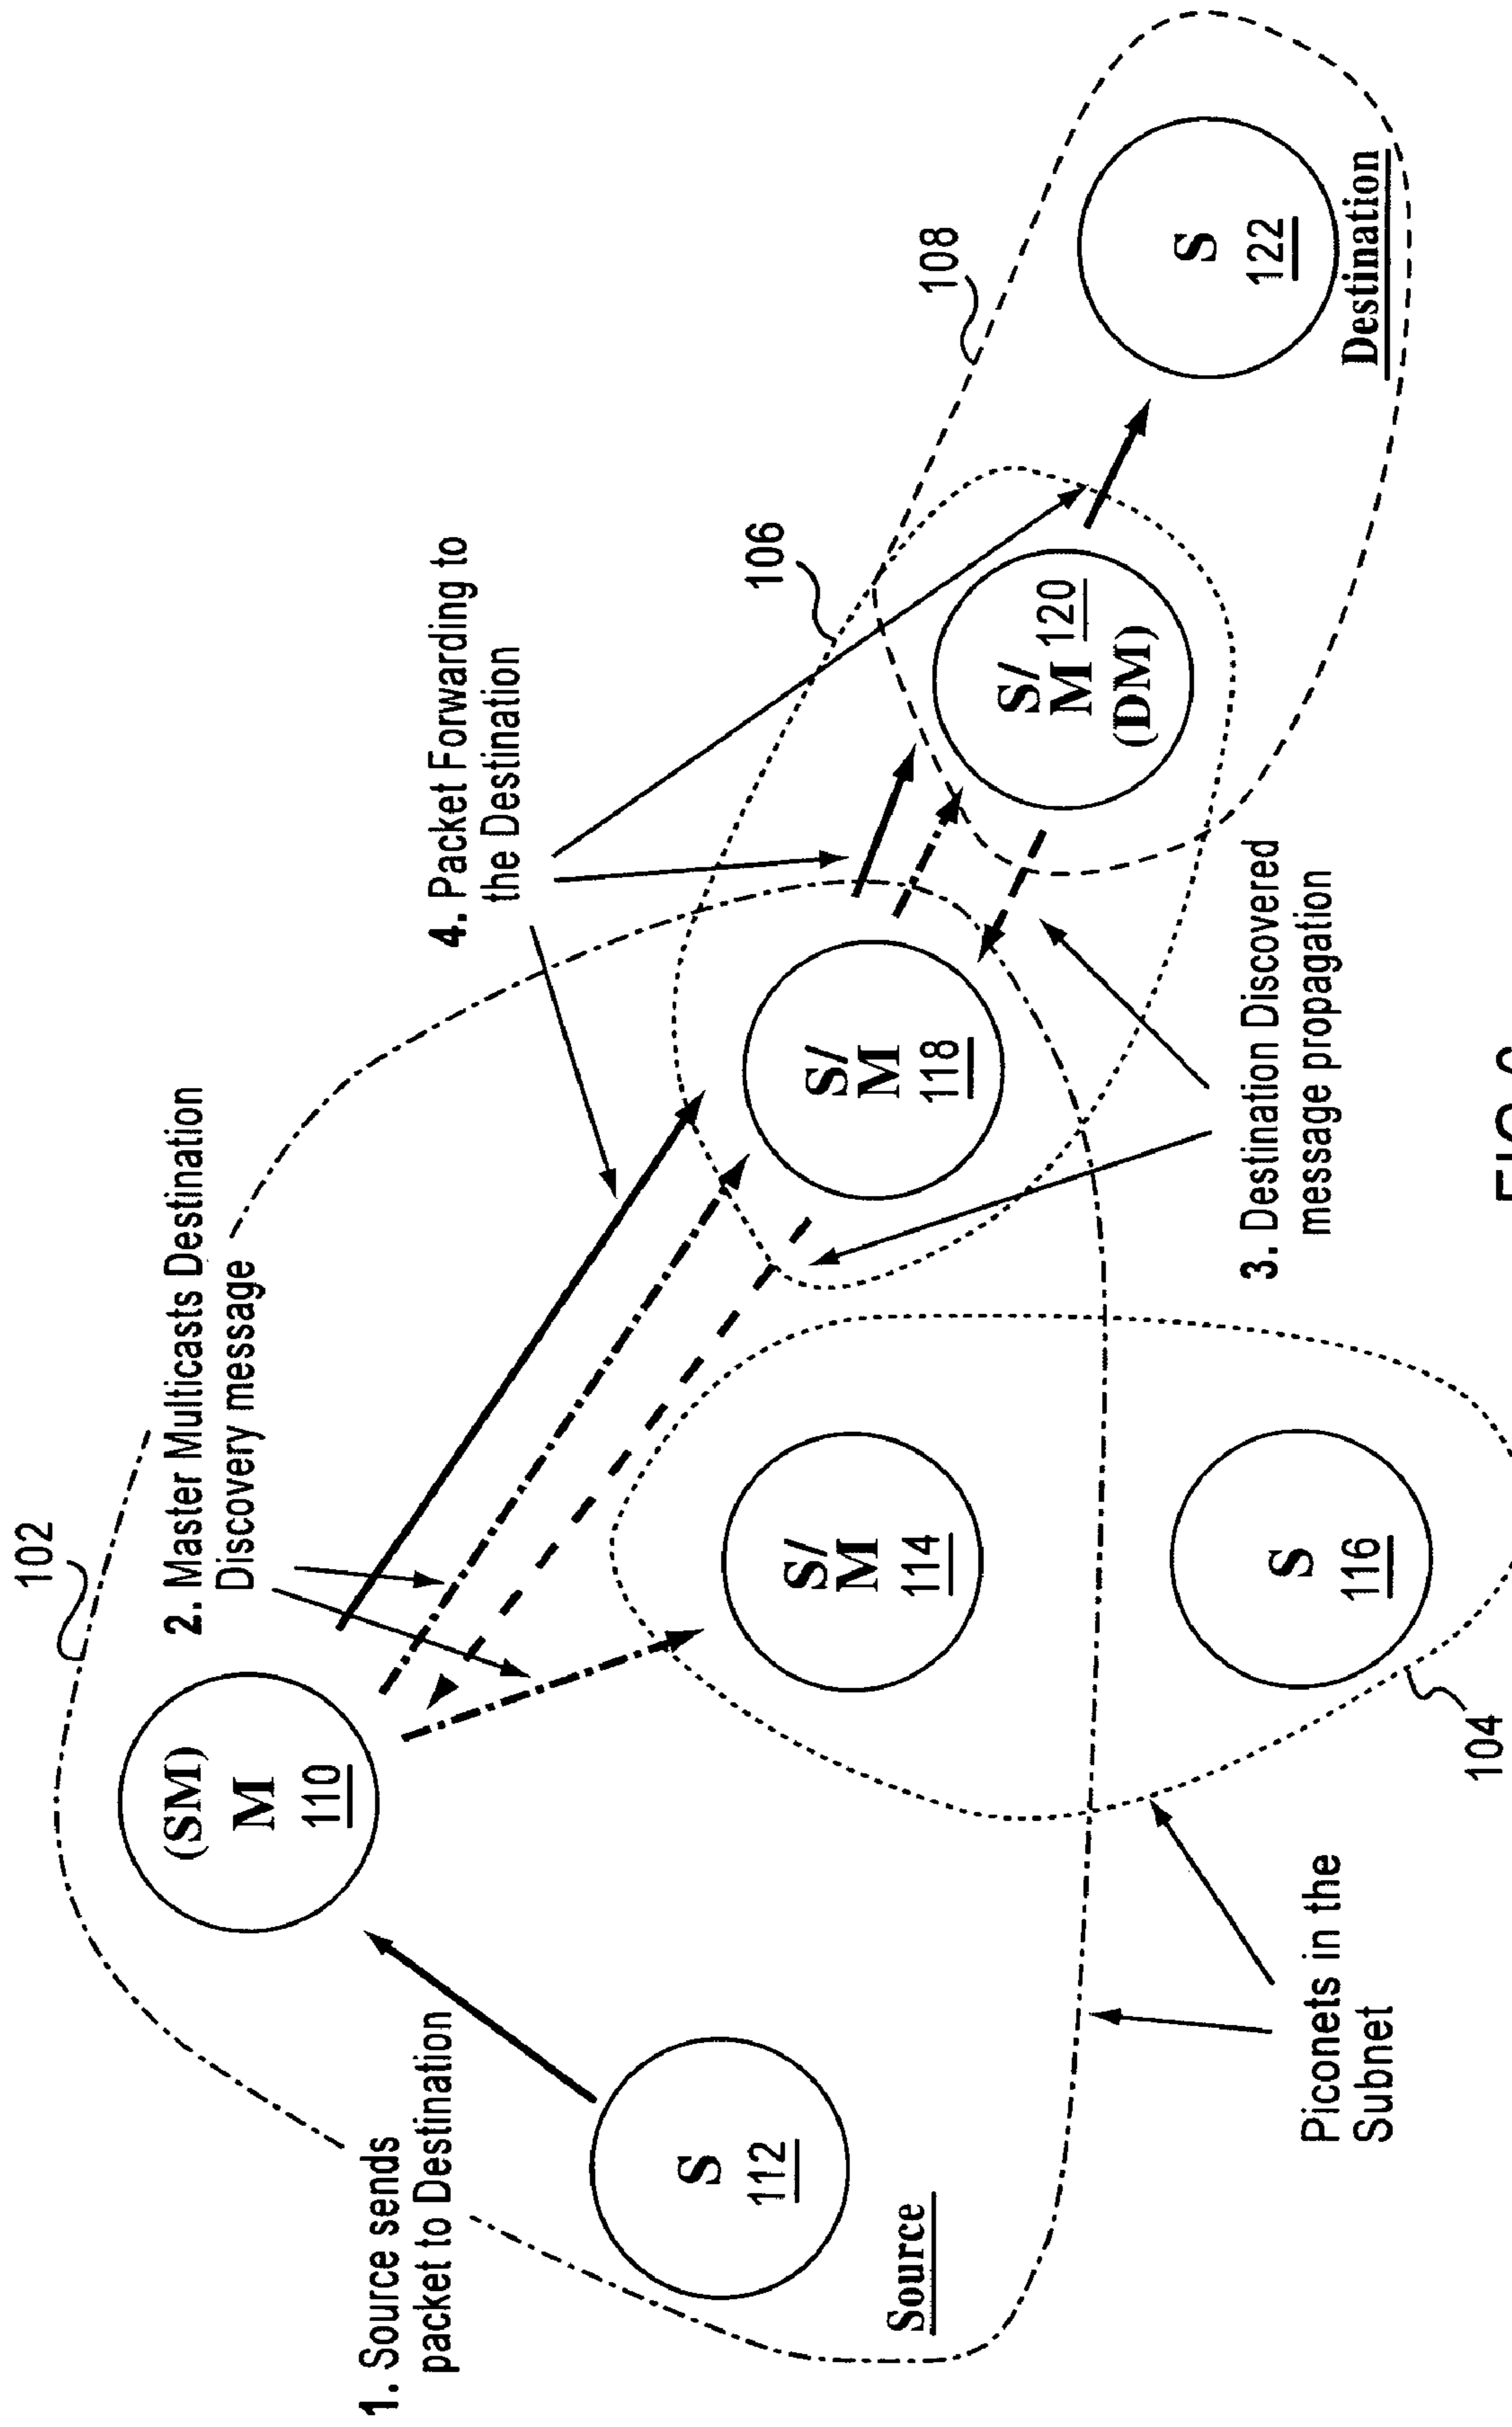 102
(SM)
M
110
1. Source sends
packet to Destination
2. Master Multicasts Destination
Discovery message
4. Packet Forwarding to
the Destination
S
112
Source
S/
M
114
S/
M
118
106
108
S/
M 120
(DM)
S
122
Destination
S
116
104
Piconets in the
Subnet
3. Destination Discovered
message propagation
FIG